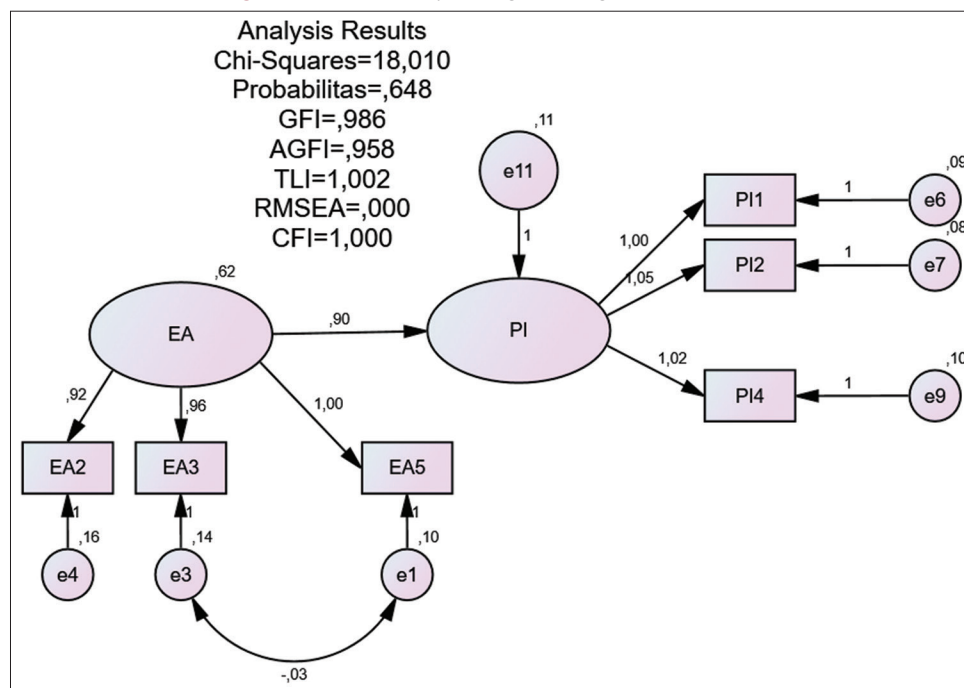 Analysis Results
Chi-Squares=18,010
Probabilitas=,648
GFI=,986
AGFI=,958
TLI=1,002
RMSEA=,000
CFI=1,000
,11
e11
1
,09
PI1
1
e6
1,00
,08
PI2
1
e7
1,05
,62
EA
,90
PI
1,02
,10
PI4
1
e9
,92
,96
1,00
EA2
EA3
EA5
1
1
1
,16
,14
,10
e4
e3
e1
-,03